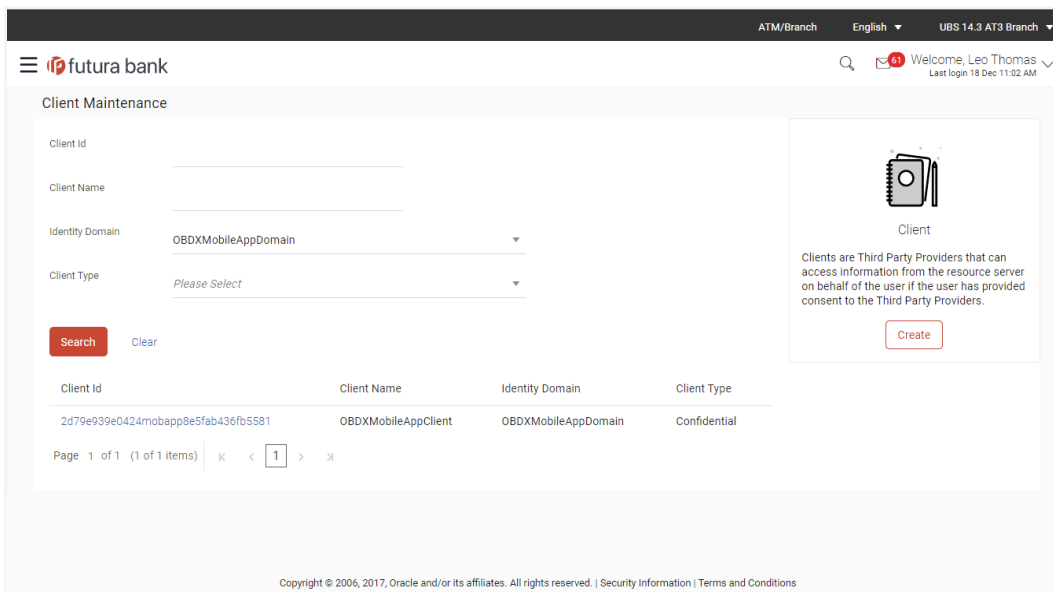 ATM/Branch English UBS 14.3 AT3 Branch
futura bank
61 Welcome, Leo Thomas
Last login 18 Dec 11:02 AM
Client Maintenance
Client Id
Client Name
Identity Domain
OBDXMobileAppDomain
Client Type
Please Select
Search Clear
Client Id Client Name Identity Domain Client Type
2d79e939e0424mobapp8e5fab436fb5581 OBDXMobileAppClient OBDXMobileAppDomain Confidential
Page 1 of 1 (1 of 1 items) 1
Client
Clients are Third Party Providers that can
access information from the resource server
on behalf of the user if the user has provided
consent to the Third Party Providers.
Create
Copyright © 2006, 2017, Oracle and/or its affiliates. All rights reserved. | Security Information | Terms and Conditions